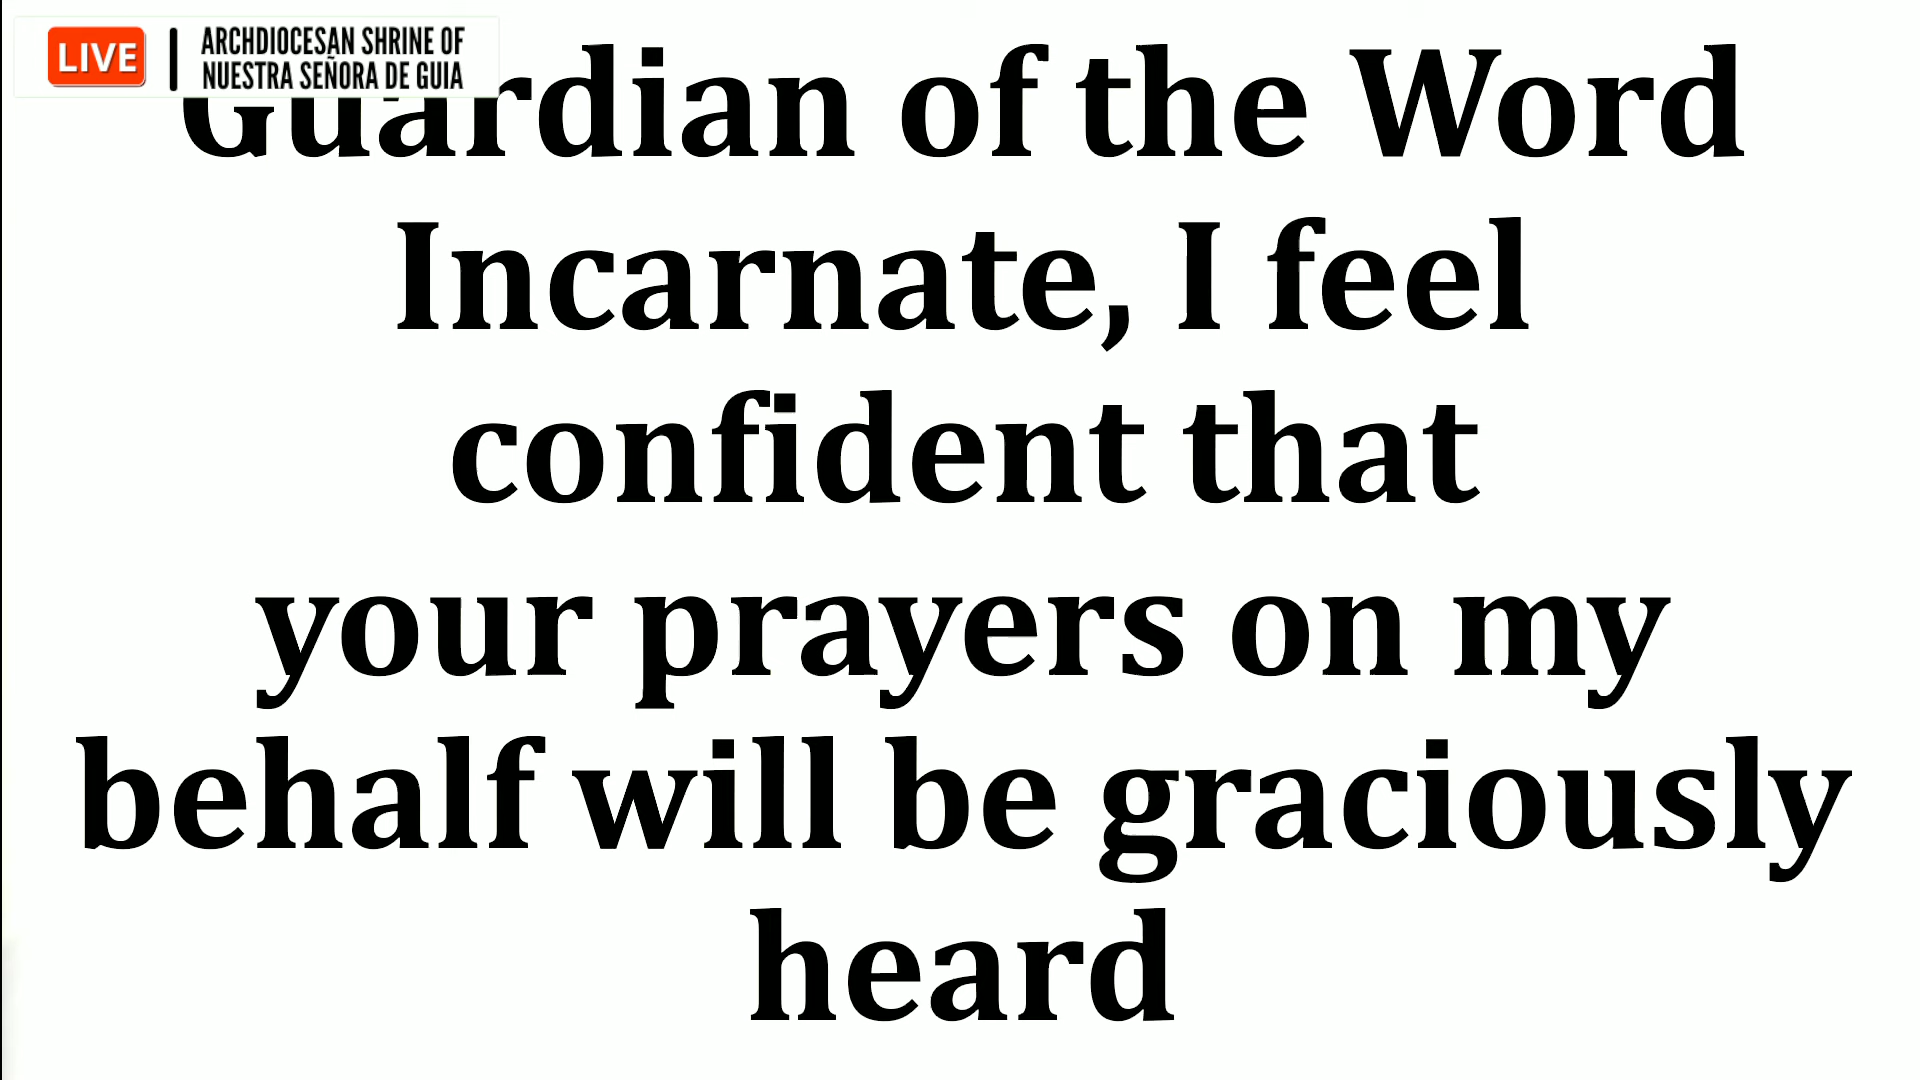 LIVE
ARCHDIOCESAN SHRINE OF
NUESTRA SEÑORA DE GUIA
Guardian of the Word
Incarnate, I feel
confident that
your prayers on my
behalf will be graciously
heard